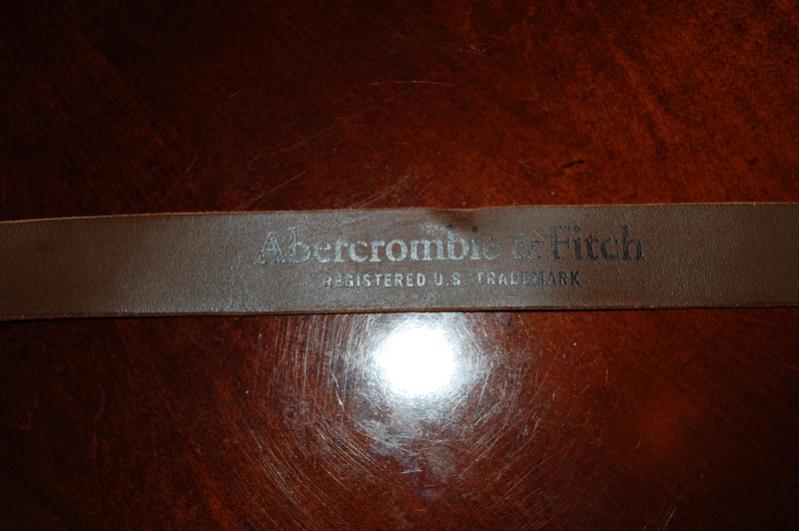 Abercrombie & Fitch
REGISTERED U.S. TRADEMARK